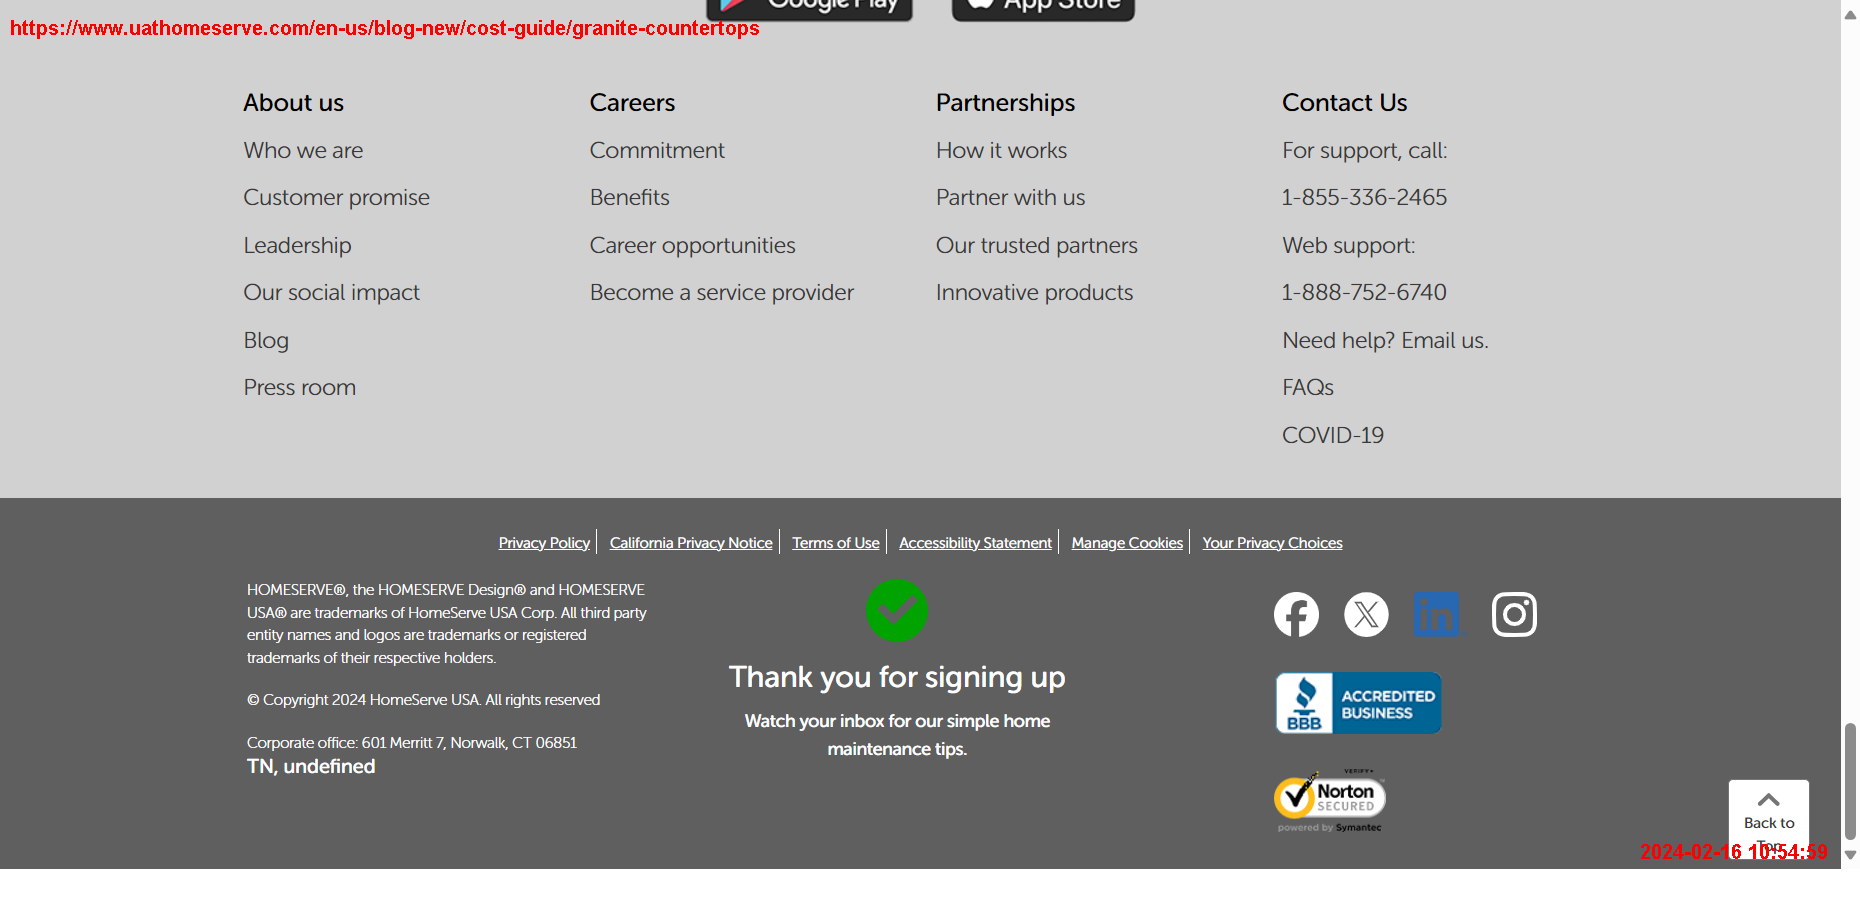 Google Play
App Store
https://www.uathomeserve.com/en-us/blog-new/cost-guide/granite-countertops
About us
Who we are
Customer promise
Leadership
Our social impact
Blog
Press room
Careers
Commitment
Benefits
Career opportunities
Become a service provider
Partnerships
How it works
Partner with us
Our trusted partners
Innovative products
Contact Us
For support, call:
1-855-336-2465
Web support:
1-888-752-6740
Need help? Email us.
FAQs
COVID-19
Privacy Policy
California Privacy Notice
Terms of Use
Accessibility Statement
Manage Cookies
Your Privacy Choices
HOMESERVE®, the HOMESERVE Design® and HOMESERVE
USA® are trademarks of HomeServe USA Corp. All third party
entity names and logos are trademarks or registered
trademarks of their respective holders.
© Copyright 2024 HomeServe USA. All rights reserved
Corporate office: 601 Merritt 7, Norwalk, CT 06851
TN, undefined
Thank you for signing up
Watch your inbox for our simple home
maintenance tips.
in
BBB
ACCREDITED
BUSINESS
VERIFY▸
Norton
SECURED
powered by Symantec
Back to
Top
2024-02-16 10:54:59